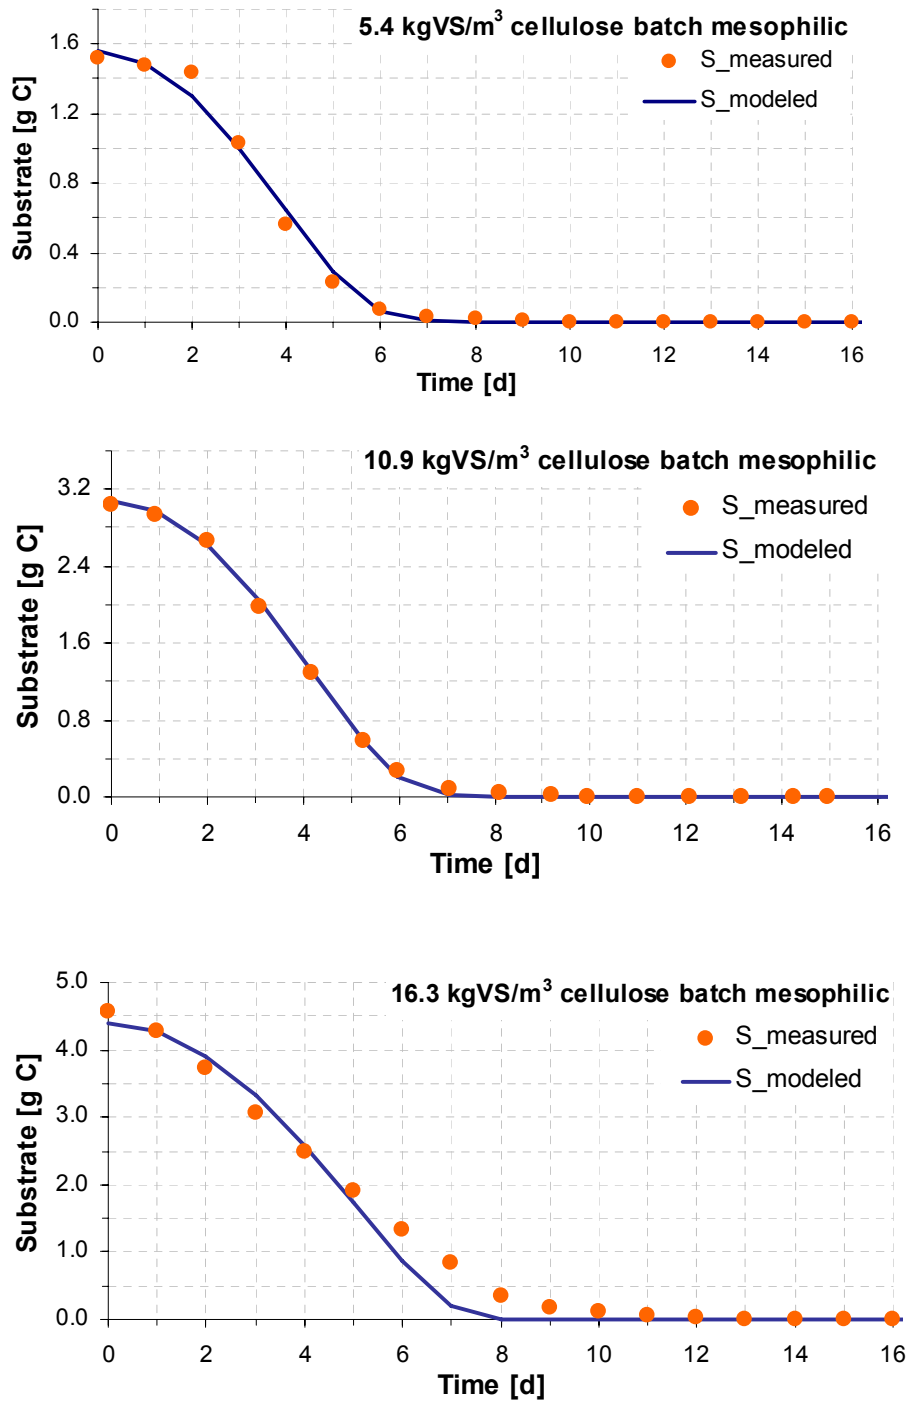 5.4 kgVS/m³ cellulose batch mesophilic
S_measured
S_modeled
Substrate [g C]
1.6
1.2
0.8
0.4
0.0
0 2 4 6 8 10 12 14 16
Time [d]
10.9 kgVS/m³ cellulose batch mesophilic
S_measured
S_modeled
Substrate [g C]
3.2
2.4
1.6
0.8
0.0
0 2 4 6 8 10 12 14 16
Time [d]
16.3 kgVS/m³ cellulose batch mesophilic
S_measured
S_modeled
Substrate [g C]
5.0
4.0
3.0
2.0
1.0
0.0
0 2 4 6 8 10 12 14 16
Time [d]